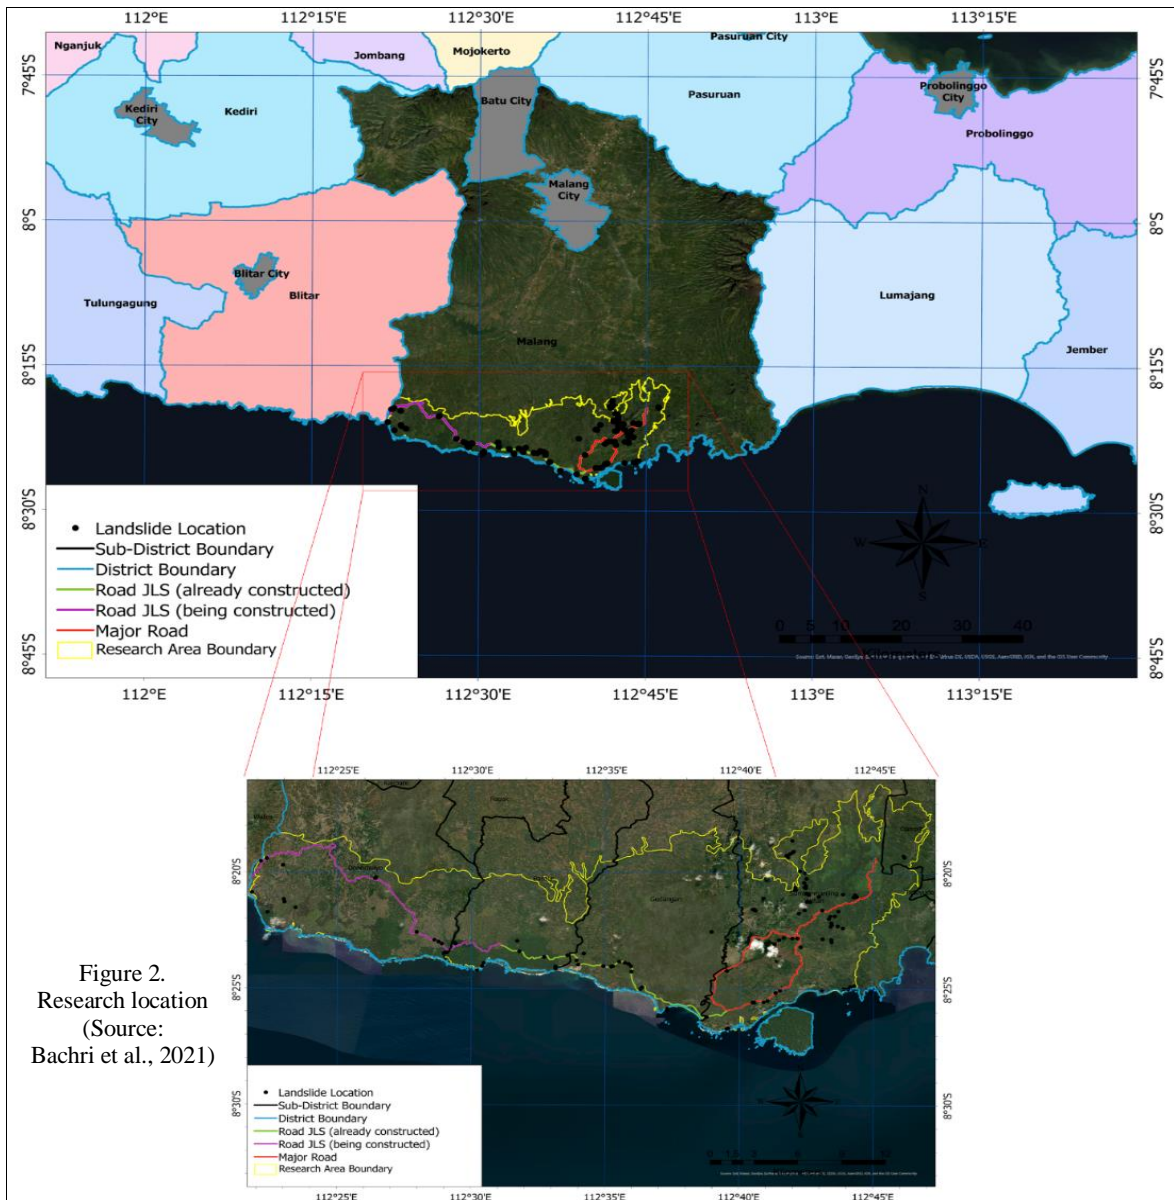 112°0'E 112°15'E 112°30'E 112°45'E 113°E 113°15'E
Nganjuk
Jombang
Mojokerto
Pasuruan City
7°45'S
7°45'S
Kediri
City
Kediri
Batu City
Pasuruan
Probolinggo
City
Probolinggo
Malang
City
8°S
8°S
Blitar City
Blitar
Tulungagung
Lumajang
Malang
Jember
8°15'S
8°15'S
8°30'S
8°30'S
8°45'S
8°45'S
N
W E
S
Landslide Location
Sub-District Boundary
District Boundary
Road JLS (already constructed)
Road JLS (being constructed)
Major Road
Research Area Boundary
0 5 10 20 30 40
Kilometers
112°E 112°15'E 112°30'E 112°45'E 113°E 113°15'E
112°25'E 112°30'E 112°35'E 112°40'E 112°45'E
8°20'S
8°20'S
Gedangan
8°25'S
8°25'S
8°30'S
8°30'S
Figure 2.
Research location
(Source:
Bachri et al., 2021)
Landslide Location
Sub-District Boundary
District Boundary
Road JLS (already constructed)
Road JLS (being constructed)
Major Road
Research Area Boundary
112°25'E 112°30'E 112°35'E 112°40'E 112°45'E